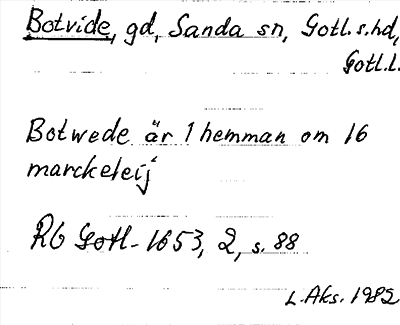 Botvide, gd, Sanda sn, Gotl. s. hd,
Gotl. l.
Botwede är 1 hemman om 16
marckeleij
Rb Gotl. 1653, 2, s. 88
L. Aks. 1982